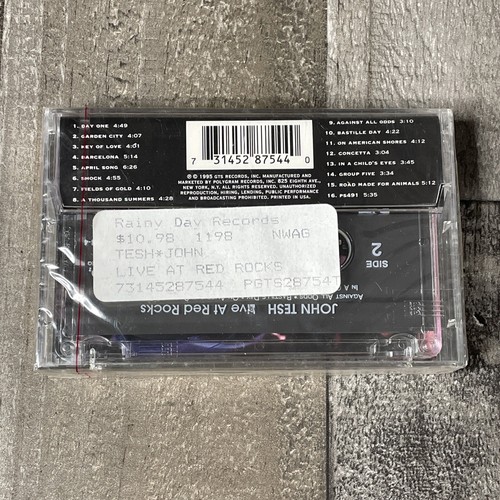 1. DAY ONE 4:49
2. GARDEN CITY 4:07
3. KEY OF LOVE 4:01
4. BARCELONA 5:14
5. APRIL SONG 6:26
6. SHOCK 4:55
7. FIELDS OF GOLD 4:10
8. A THOUSAND SUMMERS 4:28
7 31452 87544 0
℗ © 1995 GTS RECORDS, INC. MANUFACTURED AND
MARKETED BY POLYGRAM RECORDS, INC. 825 EIGHTH AVE.,
NEW YORK, N.Y. ALL RIGHTS RESERVED. UNAUTHORIZED
REPRODUCTION, HIRING, LENDING, PUBLIC PERFORMANCE
AND BROADCASTING PROHIBITED. PRINTED IN USA.
9. AGAINST ALL ODDS 3:10
10. BASTILLE DAY 4:22
11. ON AMERICAN SHORES 4:12
12. CONCETTA 3:04
13. IN A CHILD'S EYES 3:45
14. GROUP FIVE 3:34
15. ROAD MADE FOR ANIMALS 5:52
16. PS491 5:35
Rainy Day Records
$10.98 1198 NWAG
TESH*JOHN
LIVE AT RED ROCKS
73145287544 PGTS287547
SIDE 2
AGAINST ALL ODDS
IN A
JOHN TESH Live At Red Rocks